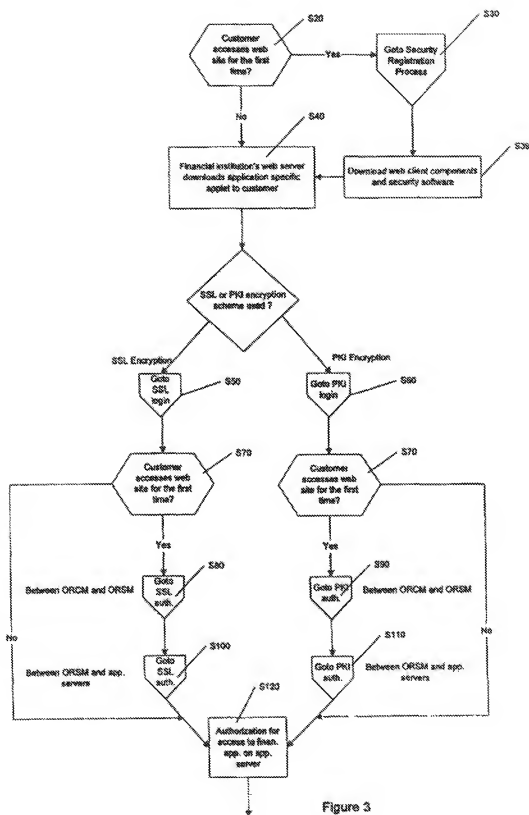 S20
Customer
accesses web
site for the first
time?
Yes
S30
Goto Security
Registration
Process
No
S40
Financial institution's web server
downloads application specific
applet to customer
Download web client components
and security software
S35
SSL or PKI encryption
scheme used ?
SSL Encryption
PKI Encryption
Goto
SSL
login
S50
Goto PKI
login
S60
Customer
accesses web
site for the first
time?
S70
Customer
accesses web
site for the first
time?
S70
Yes
Yes
Between ORCM and ORSM
Goto
SSL
auth.
S80
Goto PKI
auth.
S90
Between ORCM and ORSM
No
No
Between ORSM and app.
servers
Goto
SSL
auth.
S100
Goto PKI
auth.
S110
Between ORSM and app.
servers
S120
Authorization for
access to finan.
app. on app.
server
Figure 3